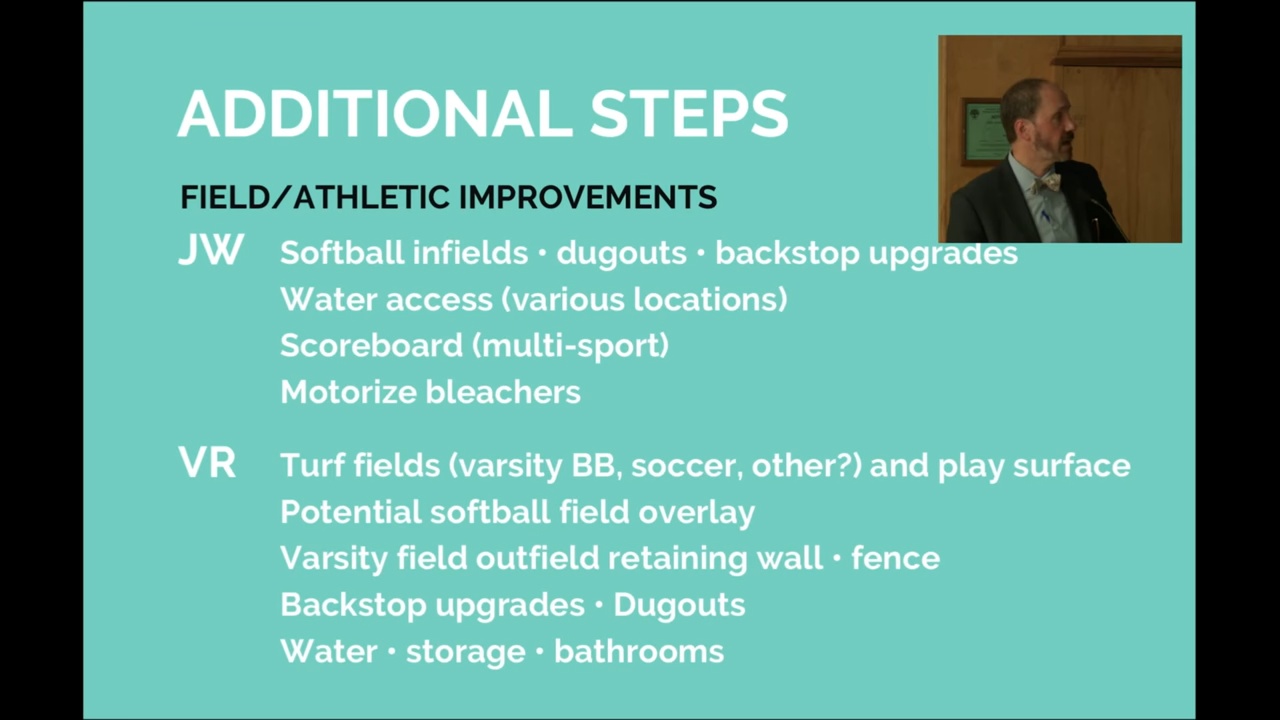 ADDITIONAL STEPS
FIELD/ATHLETIC IMPROVEMENTS
JW Softball infields • dugouts • backstop upgrades
Water access (various locations)
Scoreboard (multi-sport)
Motorize bleachers
VR Turf fields (varsity BB, soccer, other?) and play surface
Potential softball field overlay
Varsity field outfield retaining wall • fence
Backstop upgrades • Dugouts
Water • storage • bathrooms